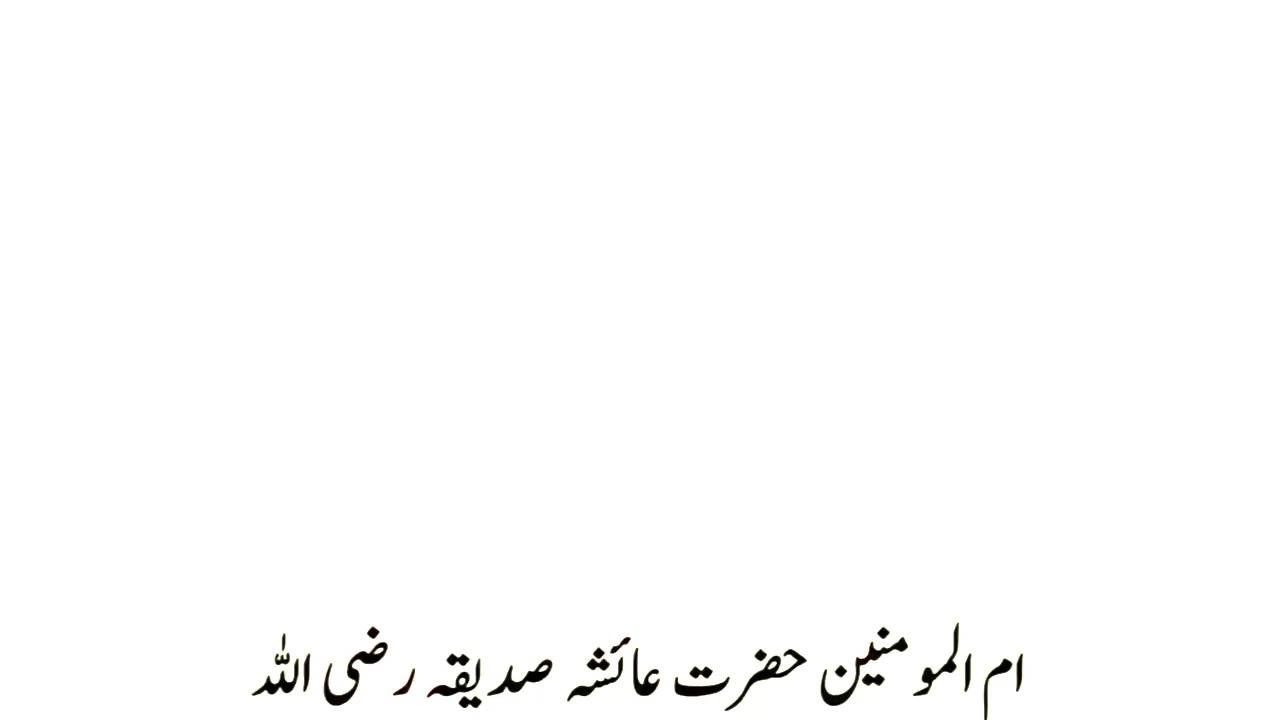 ام المومنین حضرت عائشہ صدیقہ رضی اللہ